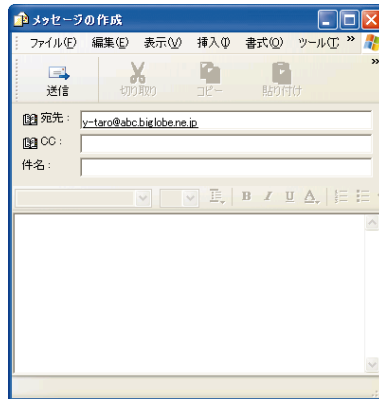 メッセージの作成
ファイル(F) 編集(E) 表示(V) 挿入(I) 書式(O) ツール(T) »
送信 切り取り コピー 貼り付け »
宛先: y-taro@abc.biglobe.ne.jp
CC:
件名:
B I U A